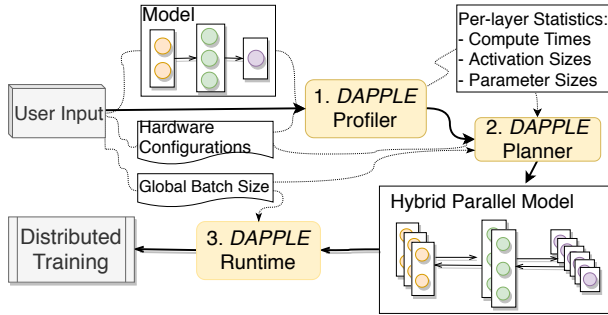 Model
Per-layer Statistics:
- Compute Times
- Activation Sizes
- Parameter Sizes
User Input
1. DAPPLE
Profiler
Hardware
Configurations
2. DAPPLE
Planner
Global Batch Size
Hybrid Parallel Model
Distributed
Training
3. DAPPLE
Runtime